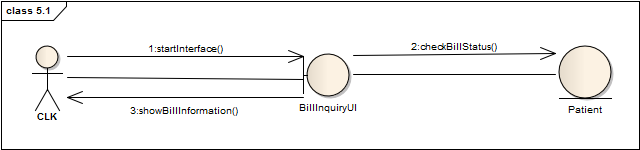 class 5.1
1:startInterface()
2:checkBillStatus()
3:showBillInformation()
CLK
BillInquiryUI
Patient